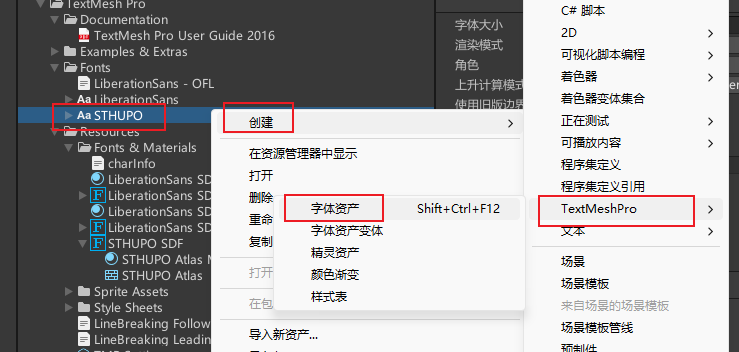 TextMesh Pro
Documentation
TextMesh Pro User Guide 2016
Examples & Extras
Fonts
LiberationSans - OFL
LiberationSans
STHUPO
Resources
Fonts & Materials
charInfo
LiberationSans SD
LiberationSans SD
LiberationSans SD
LiberationSans SD
STHUPO SDF
STHUPO Atlas M
STHUPO Atlas
Sprite Assets
Style Sheets
LineBreaking Follow
LineBreaking Leading
字体大小
渲染模式
角色
上升计算模式
使用旧版边界
创建
在资源管理器中显示
打开
删除
重命
复制
打开
在包
导入新资产...
字体资产 Shift+Ctrl+F12
字体资产变体
精灵资产
颜色渐变
样式表
C# 脚本
2D
可视化脚本编程
着色器
着色器变体集合
正在测试
可播放内容
程序集定义
程序集定义引用
TextMeshPro
文本
场景
场景模板
来自场景的场景模板
场景模板管线
预制件